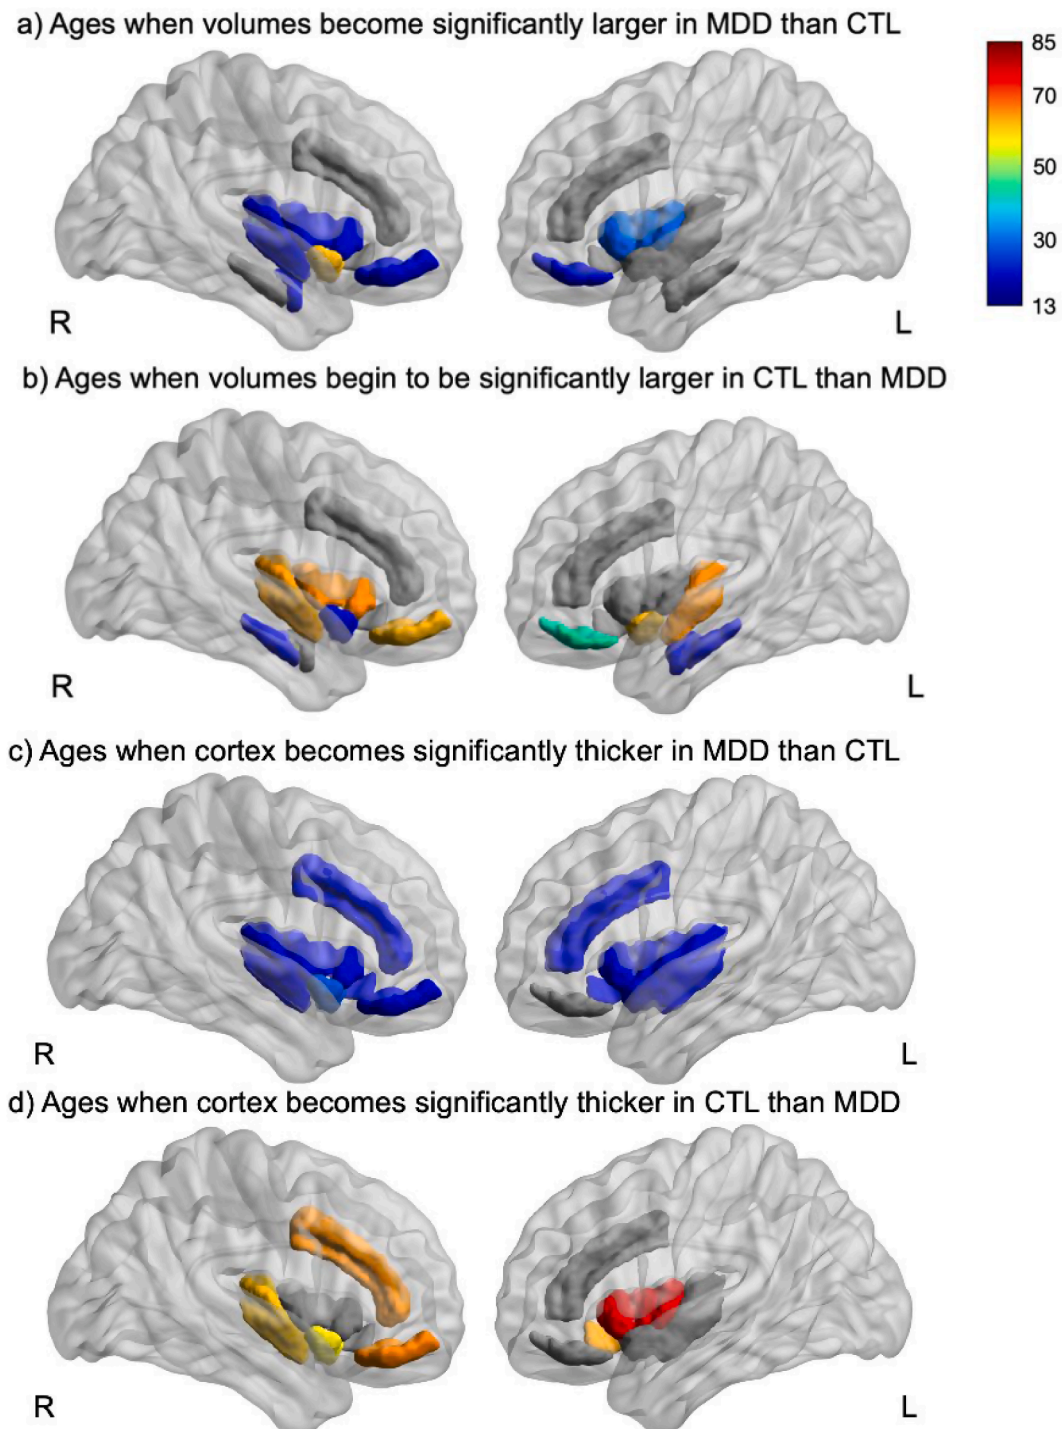 a) Ages when volumes become significantly larger in MDD than CTL
85
70
50
30
13
R
L
b) Ages when volumes begin to be significantly larger in CTL than MDD
R
L
c) Ages when cortex becomes significantly thicker in MDD than CTL
R
L
d) Ages when cortex becomes significantly thicker in CTL than MDD
R
L